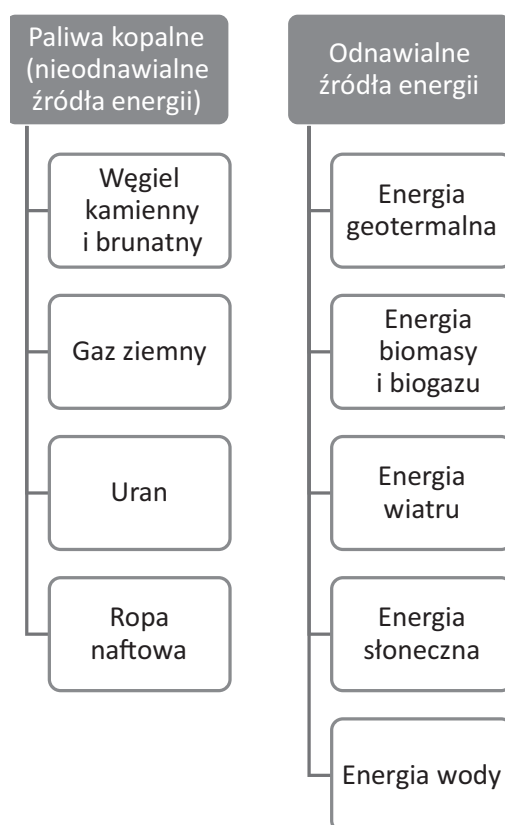 Paliwa kopalne
(nieodnawialne
źródła energii)
Węgiel
kamienny
i brunatny
Gaz ziemny
Uran
Ropa
naftowa
Odnawialne
źródła energii
Energia
geotermalna
Energia
biomasy
i biogazu
Energia
wiatru
Energia
słoneczna
Energia wody